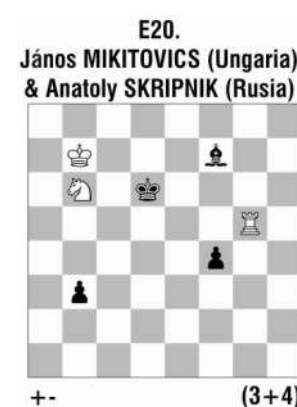 E20.
János MIKITOVICS (Ungaria)
& Anatoly SKRIPNIK (Rusia)
+-
(3+4)